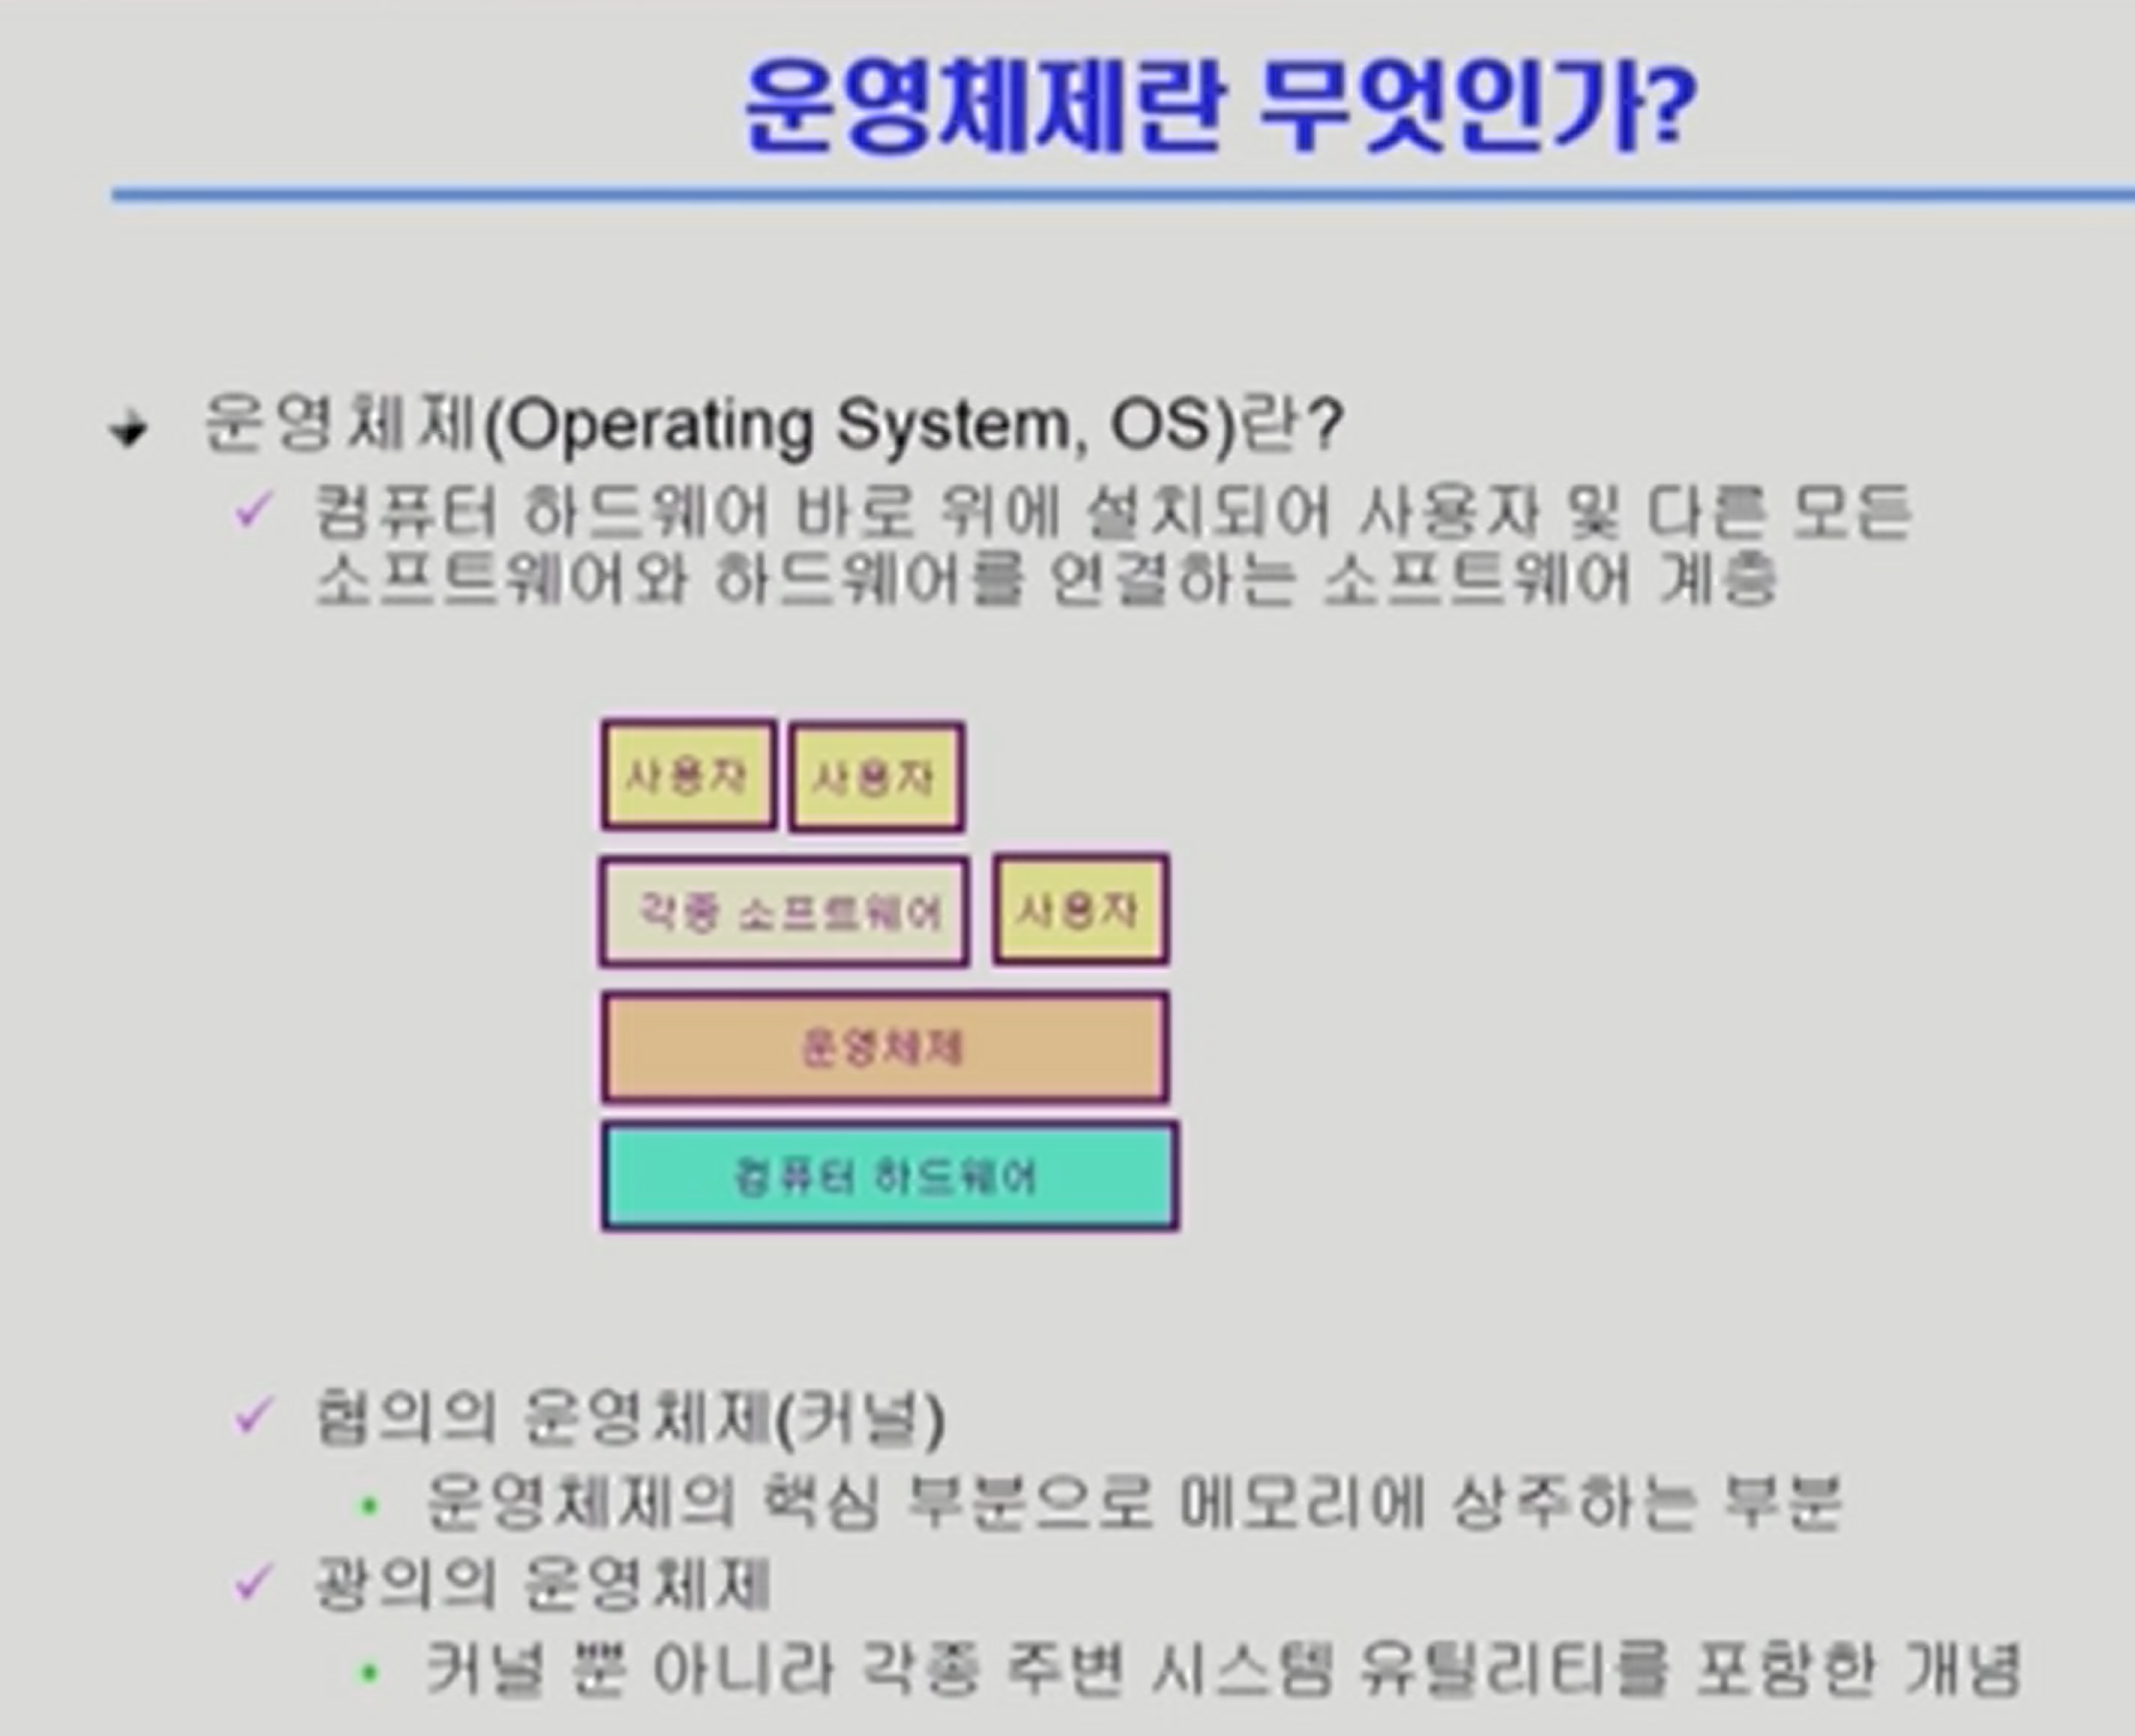 운영체제란 무엇인가?
운영체제(Operating System, OS)란?
컴퓨터 하드웨어 바로 위에 설치되어 사용자 및 다른 모든
소프트웨어와 하드웨어를 연결하는 소프트웨어 계층
사용자 사용자
각종 소프트웨어 사용자
운영체제
컴퓨터 하드웨어
협의의 운영체제(커널)
운영체제의 핵심 부분으로 메모리에 상주하는 부분
광의의 운영체제
커널 뿐 아니라 각종 주변 시스템 유틸리티를 포함한 개념